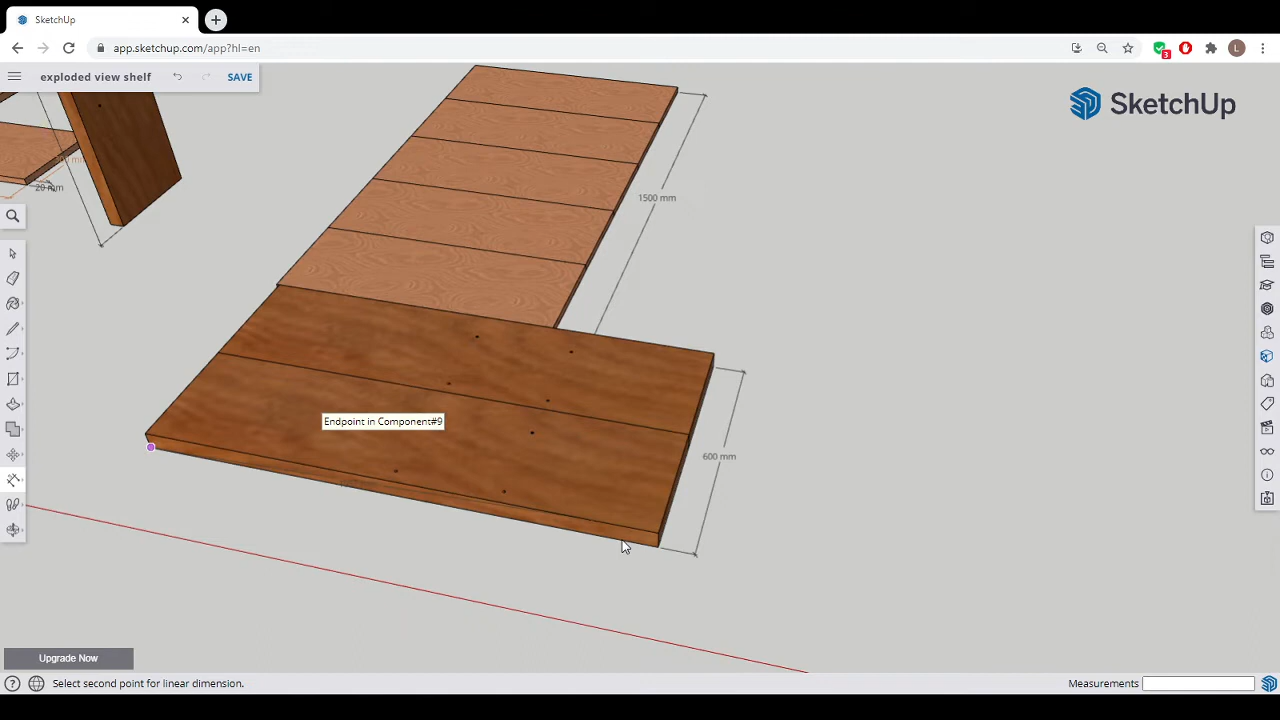 SketchUp
app.sketchup.com/app?hl=en
3
L
exploded view shelf
SAVE
SketchUp
20 mm
1500 mm
Endpoint in Component#9
600 mm
Upgrade Now
Select second point for linear dimension.
Measurements